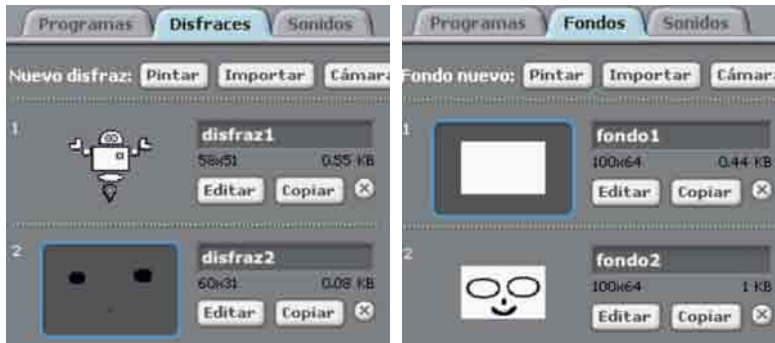 Programas Disfraces Sonidos
Nuevo disfraz: Pintar Importar Cámara
1
disfraz1
58x51 0.55 KB
Editar Copiar
2
disfraz2
60x31 0.08 KB
Editar Copiar
Programas Fondos Sonidos
Fondo nuevo: Pintar Importar Cámar
1
fondo1
100x64 0.44 KB
Editar Copiar
2
fondo2
100x64 1 KB
Editar Copiar